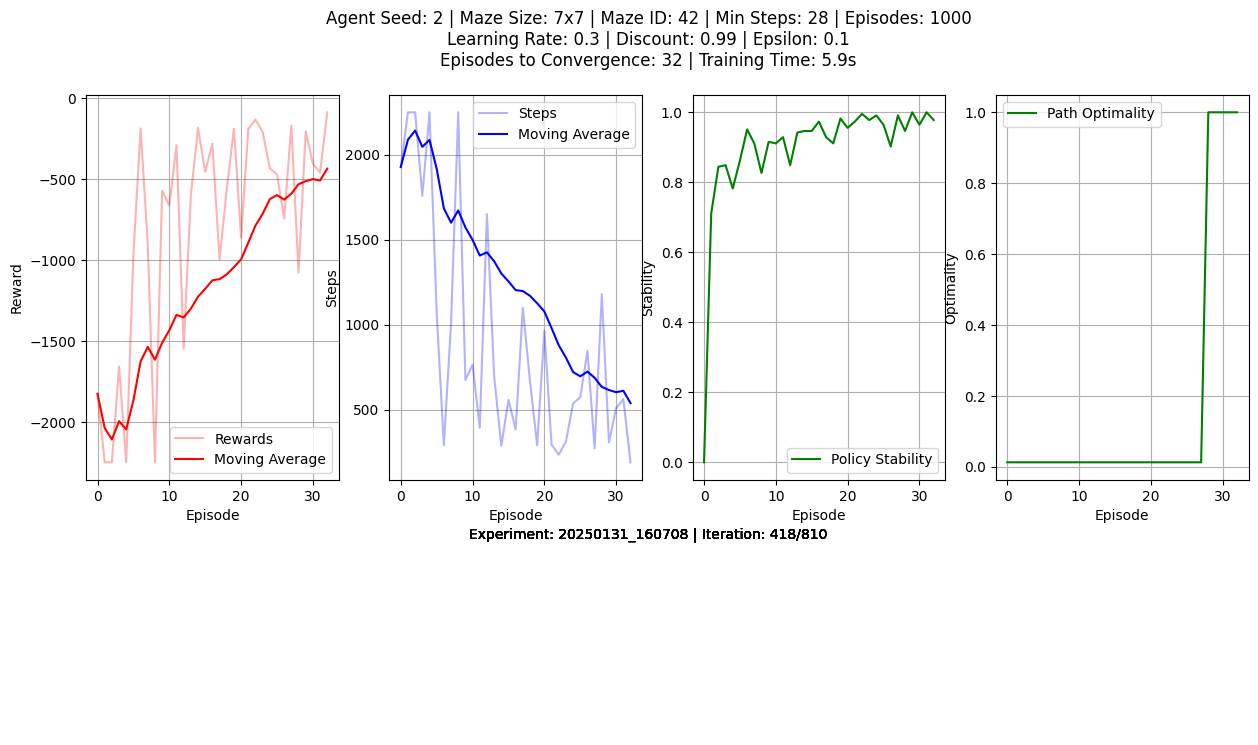 Agent Seed: 2 | Maze Size: 7x7 | Maze ID: 42 | Min Steps: 28 | Episodes: 1000
Learning Rate: 0.3 | Discount: 0.99 | Epsilon: 0.1
Episodes to Convergence: 32 | Training Time: 5.9s
Reward
0
−500
−1000
−1500
−2000
Rewards
Moving Average
0
10
20
30
Episode
Steps
2000
1500
1000
500
Steps
Moving Average
0
10
20
30
Episode
Stability
1.0
0.8
0.6
0.4
0.2
0.0
Policy Stability
0
10
20
30
Episode
Optimality
1.0
0.8
0.6
0.4
0.2
0.0
Path Optimality
0
10
20
30
Episode
Experiment: 20250131_160708 | Iteration: 418/810